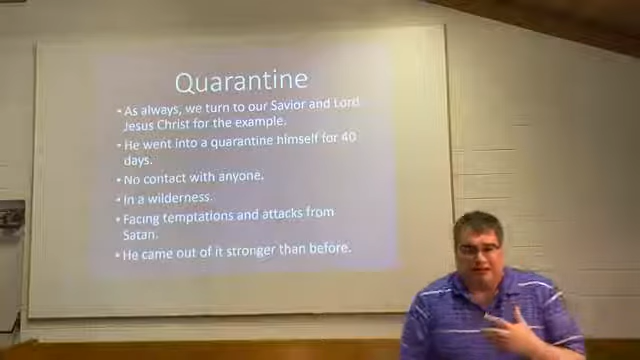 Quarantine
• As always, we turn to our Savior and Lord
Jesus Christ for the example.
• He went into a quarantine himself for 40
days.
• No contact with anyone.
• In a wilderness.
• Facing temptations and attacks from
Satan.
• He came out of it stronger than before.